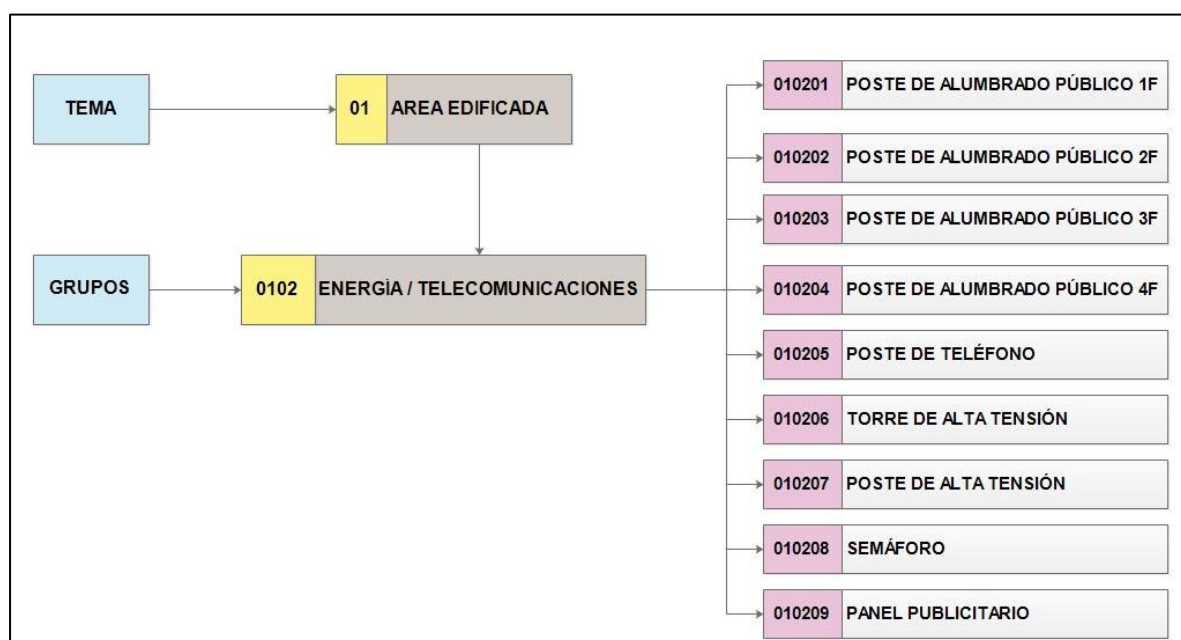 TEMA
01 AREA EDIFICADA
GRUPOS
0102 ENERGÌA / TELECOMUNICACIONES
010201 POSTE DE ALUMBRADO PÚBLICO 1F
010202 POSTE DE ALUMBRADO PÚBLICO 2F
010203 POSTE DE ALUMBRADO PÚBLICO 3F
010204 POSTE DE ALUMBRADO PÚBLICO 4F
010205 POSTE DE TELÉFONO
010206 TORRE DE ALTA TENSIÓN
010207 POSTE DE ALTA TENSIÓN
010208 SEMÁFORO
010209 PANEL PUBLICITARIO